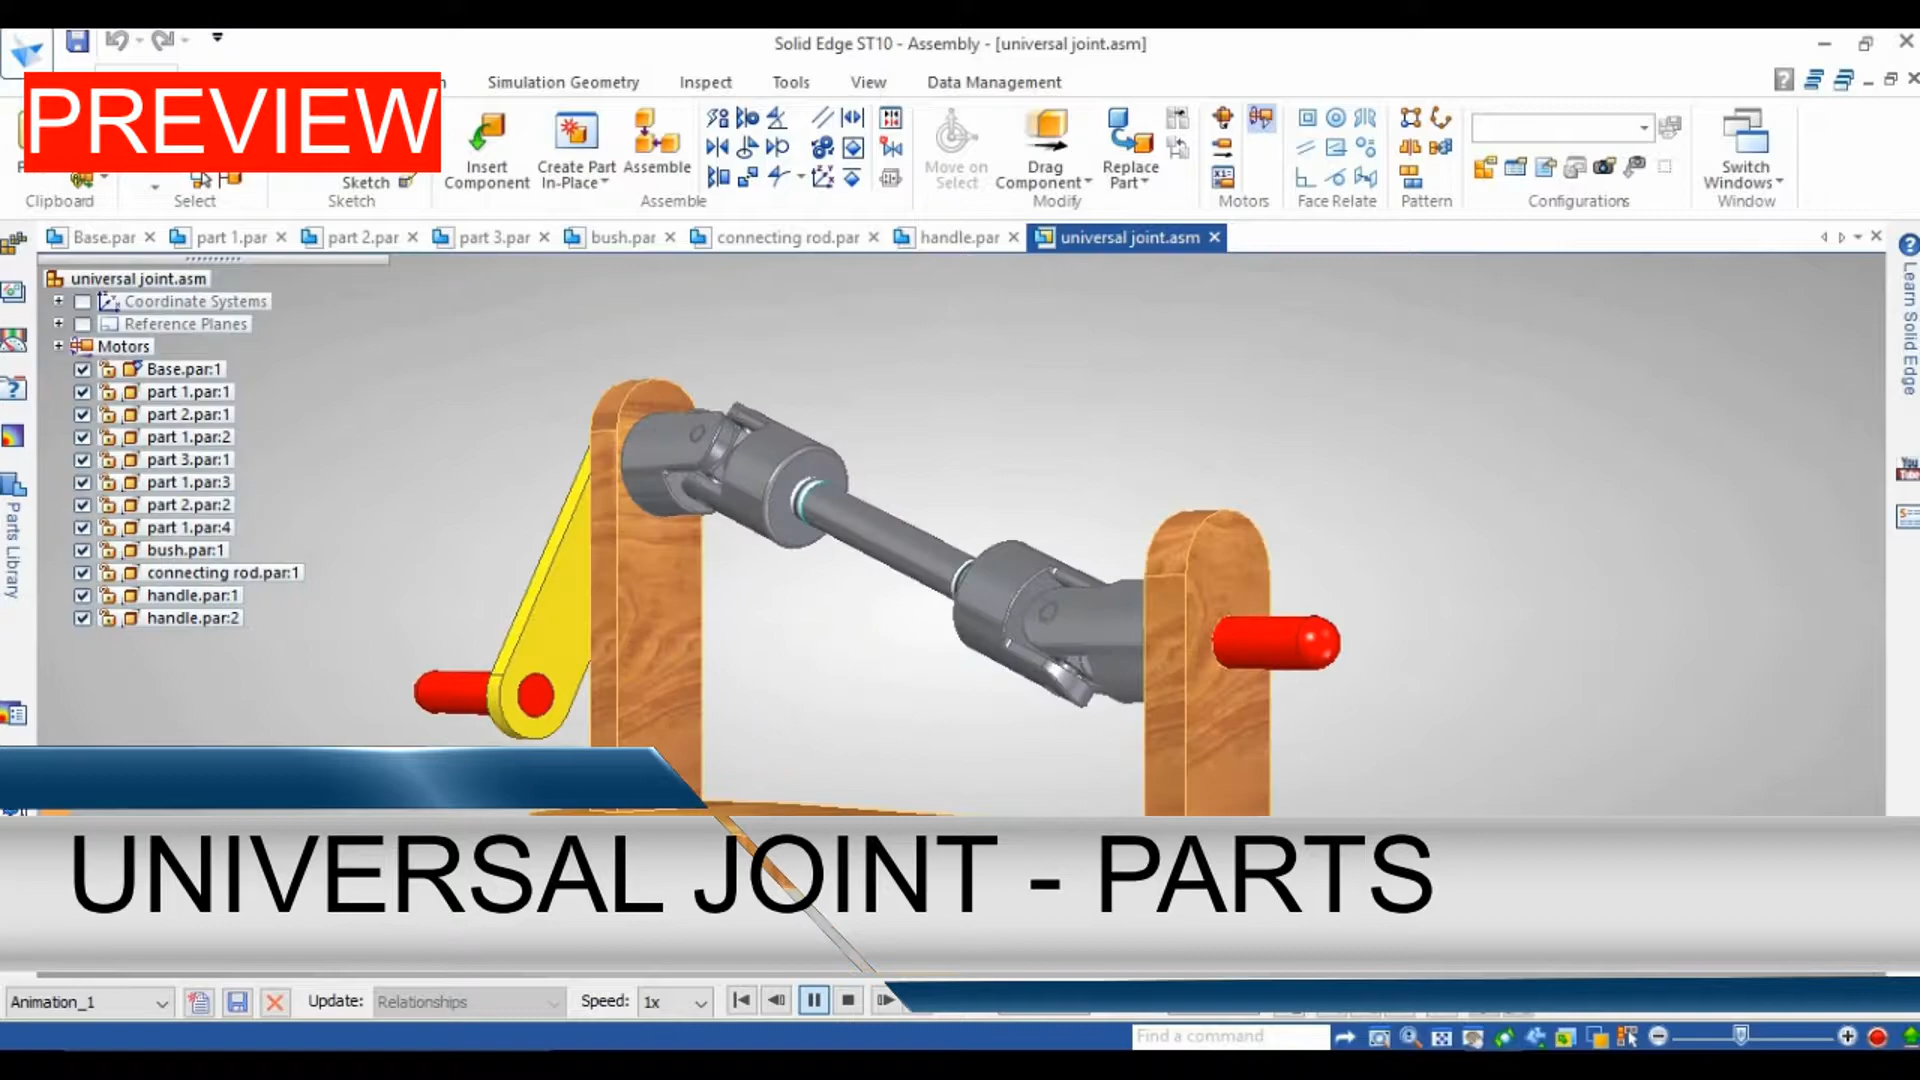 Solid Edge ST10 - Assembly - [universal joint.asm]
PREVIEW
Simulation Geometry Inspect Tools View Data Management
Insert Component
Create Part In-Place
Assemble
Move on Select
Drag Component
Replace Part
Switch Windows
Sketch
Clipboard Select Sketch Assemble Modify Motors Face Relate Pattern Configurations Window
Base.par part 1.par part 2.par part 3.par bush.par connecting rod.par handle.par universal joint.asm
universal joint.asm
Coordinate Systems
Reference Planes
Motors
Base.par:1
part 1.par:1
part 2.par:1
part 1.par:2
part 3.par:1
part 1.par:3
part 2.par:2
part 1.par:4
bush.par:1
connecting rod.par:1
handle.par:1
handle.par:2
Parts Library
Learn Solid Edge
You
UNIVERSAL JOINT - PARTS
Animation_1 Update: Relationships Speed: 1x
Find a command